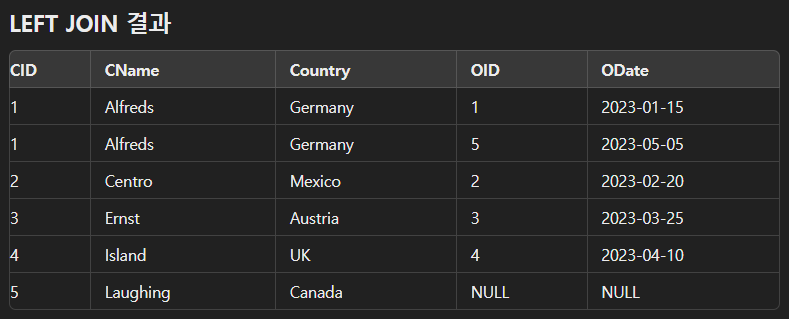 LEFT JOIN 결과
CID CName Country OID ODate
1 Alfreds Germany 1 2023-01-15
1 Alfreds Germany 5 2023-05-05
2 Centro Mexico 2 2023-02-20
3 Ernst Austria 3 2023-03-25
4 Island UK 4 2023-04-10
5 Laughing Canada NULL NULL